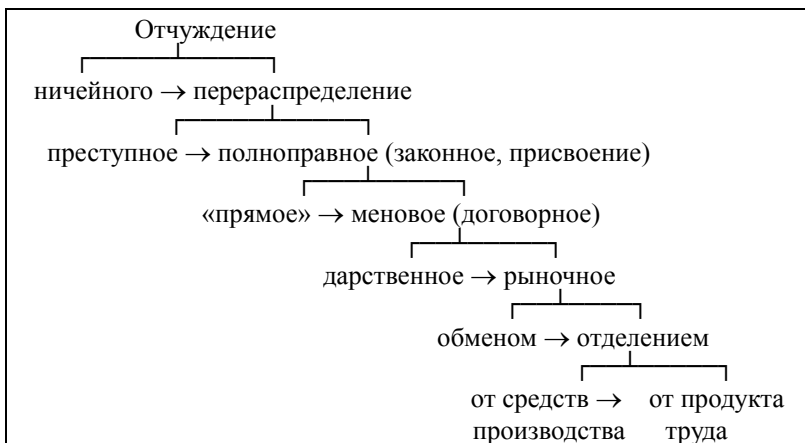 Отчуждение
ничейного → перераспределение
преступное → полноправное (законное, присвоение)
«прямое» → меновое (договорное)
дарственное → рыночное
обменом → отделением
от средств → от продукта
производства труда